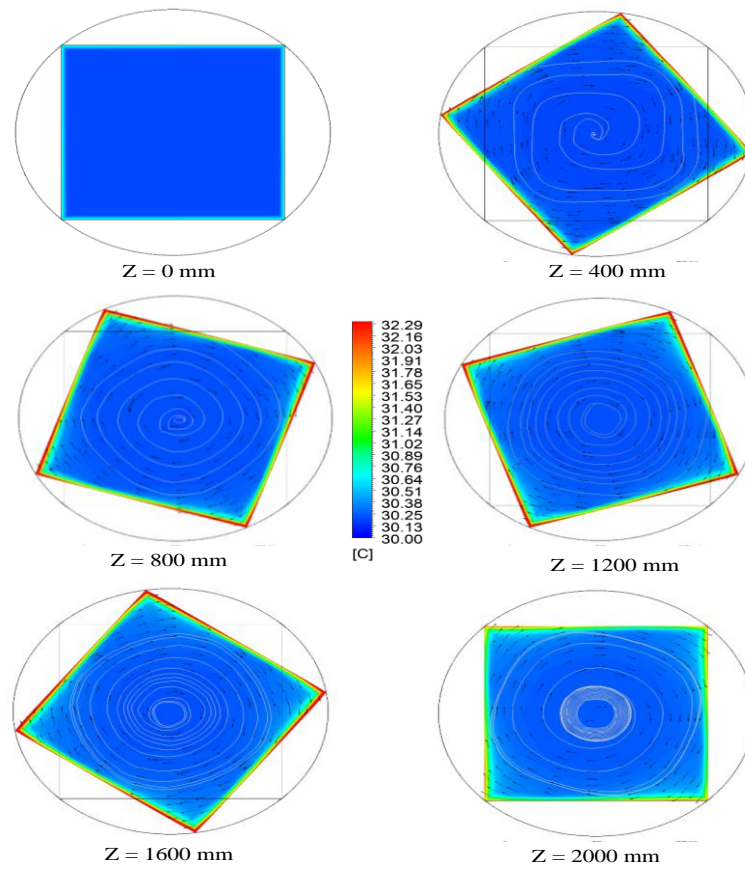 Z = 0 mm
Z = 400 mm
32.29
32.16
32.03
31.91
31.78
31.65
31.53
31.40
31.27
31.14
31.02
30.89
30.76
30.64
30.51
30.38
30.25
30.13
30.00
[C]
Z = 800 mm
Z = 1200 mm
Z = 1600 mm
Z = 2000 mm